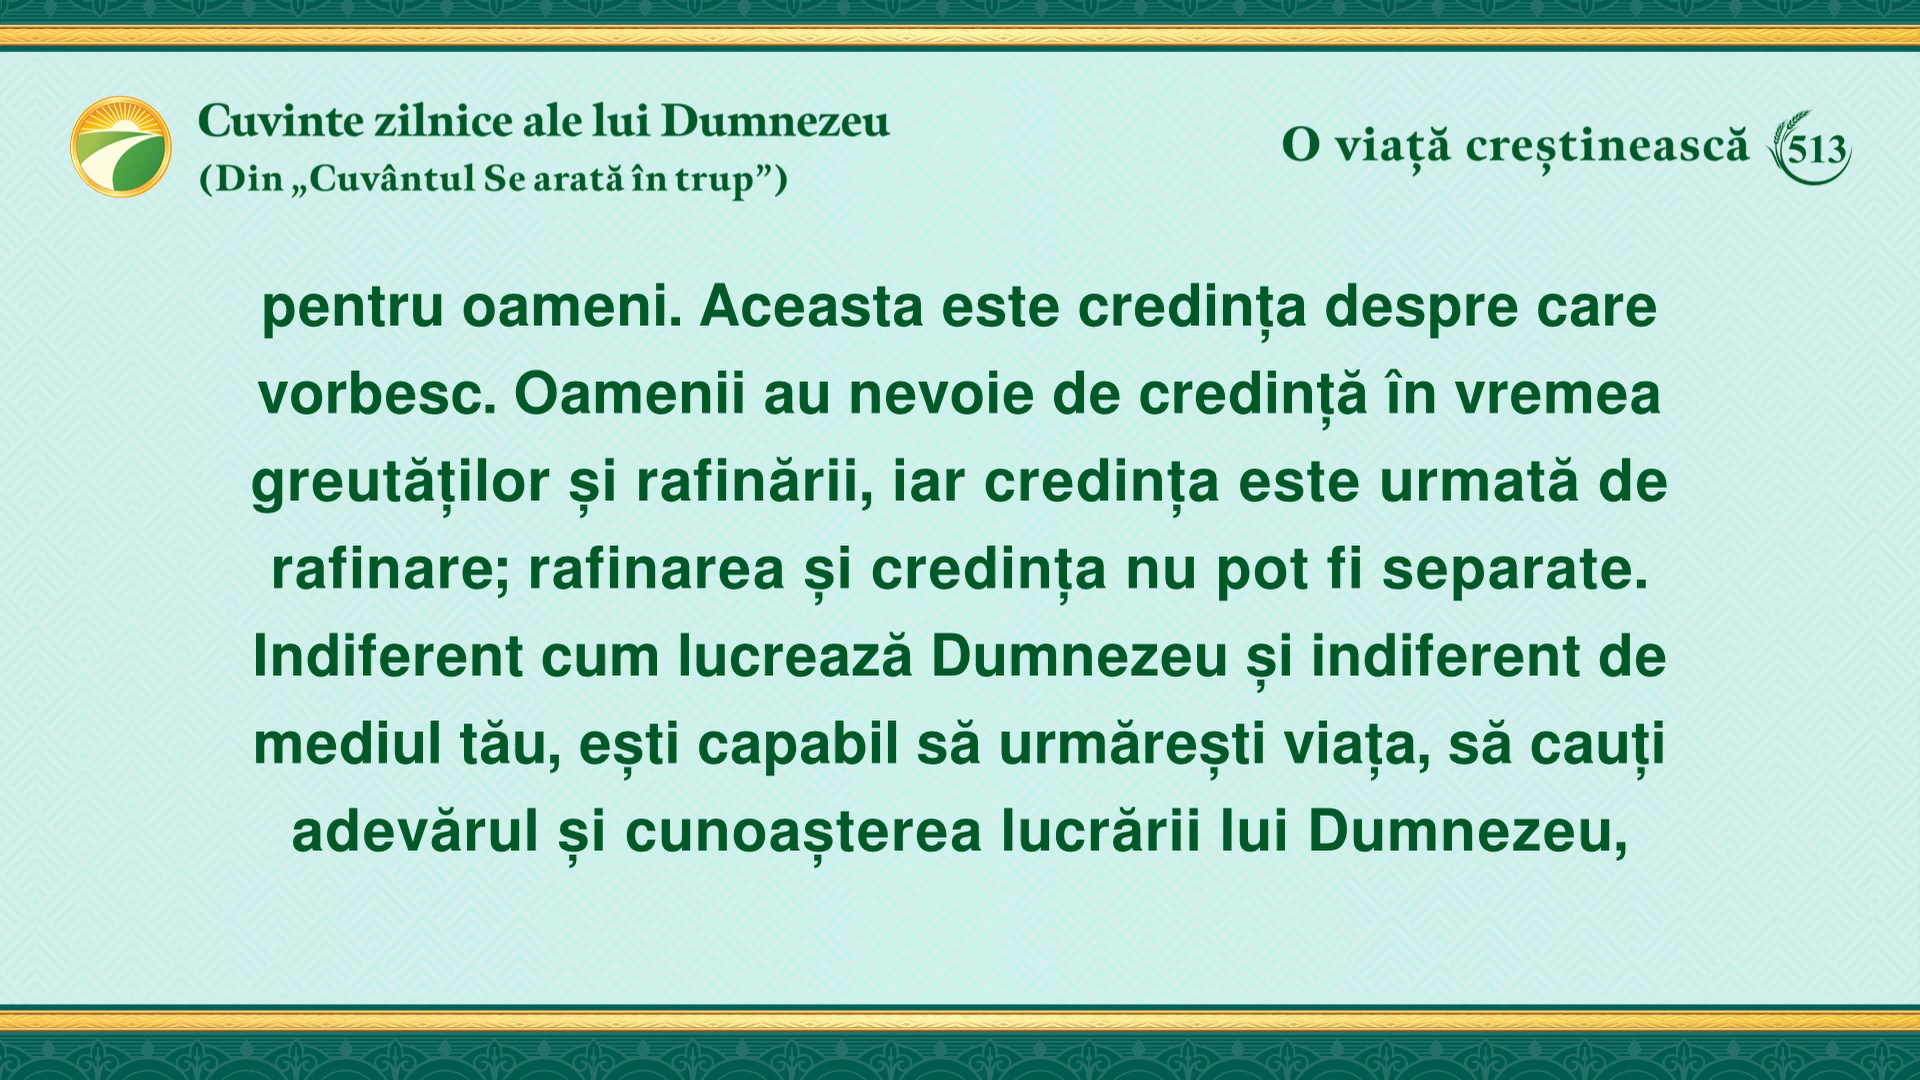 Cuvinte zilnice ale lui Dumnezeu
(Din „Cuvântul Se arată în trup”)
O viață creștinească 513
pentru oameni. Aceasta este credința despre care
vorbesc. Oamenii au nevoie de credință în vremea
greutăților și rafinării, iar credința este urmată de
rafinare; rafinarea și credința nu pot fi separate.
Indiferent cum lucrează Dumnezeu și indiferent de
mediul tău, ești capabil să urmărești viața, să cauți
adevărul și cunoașterea lucrării lui Dumnezeu,